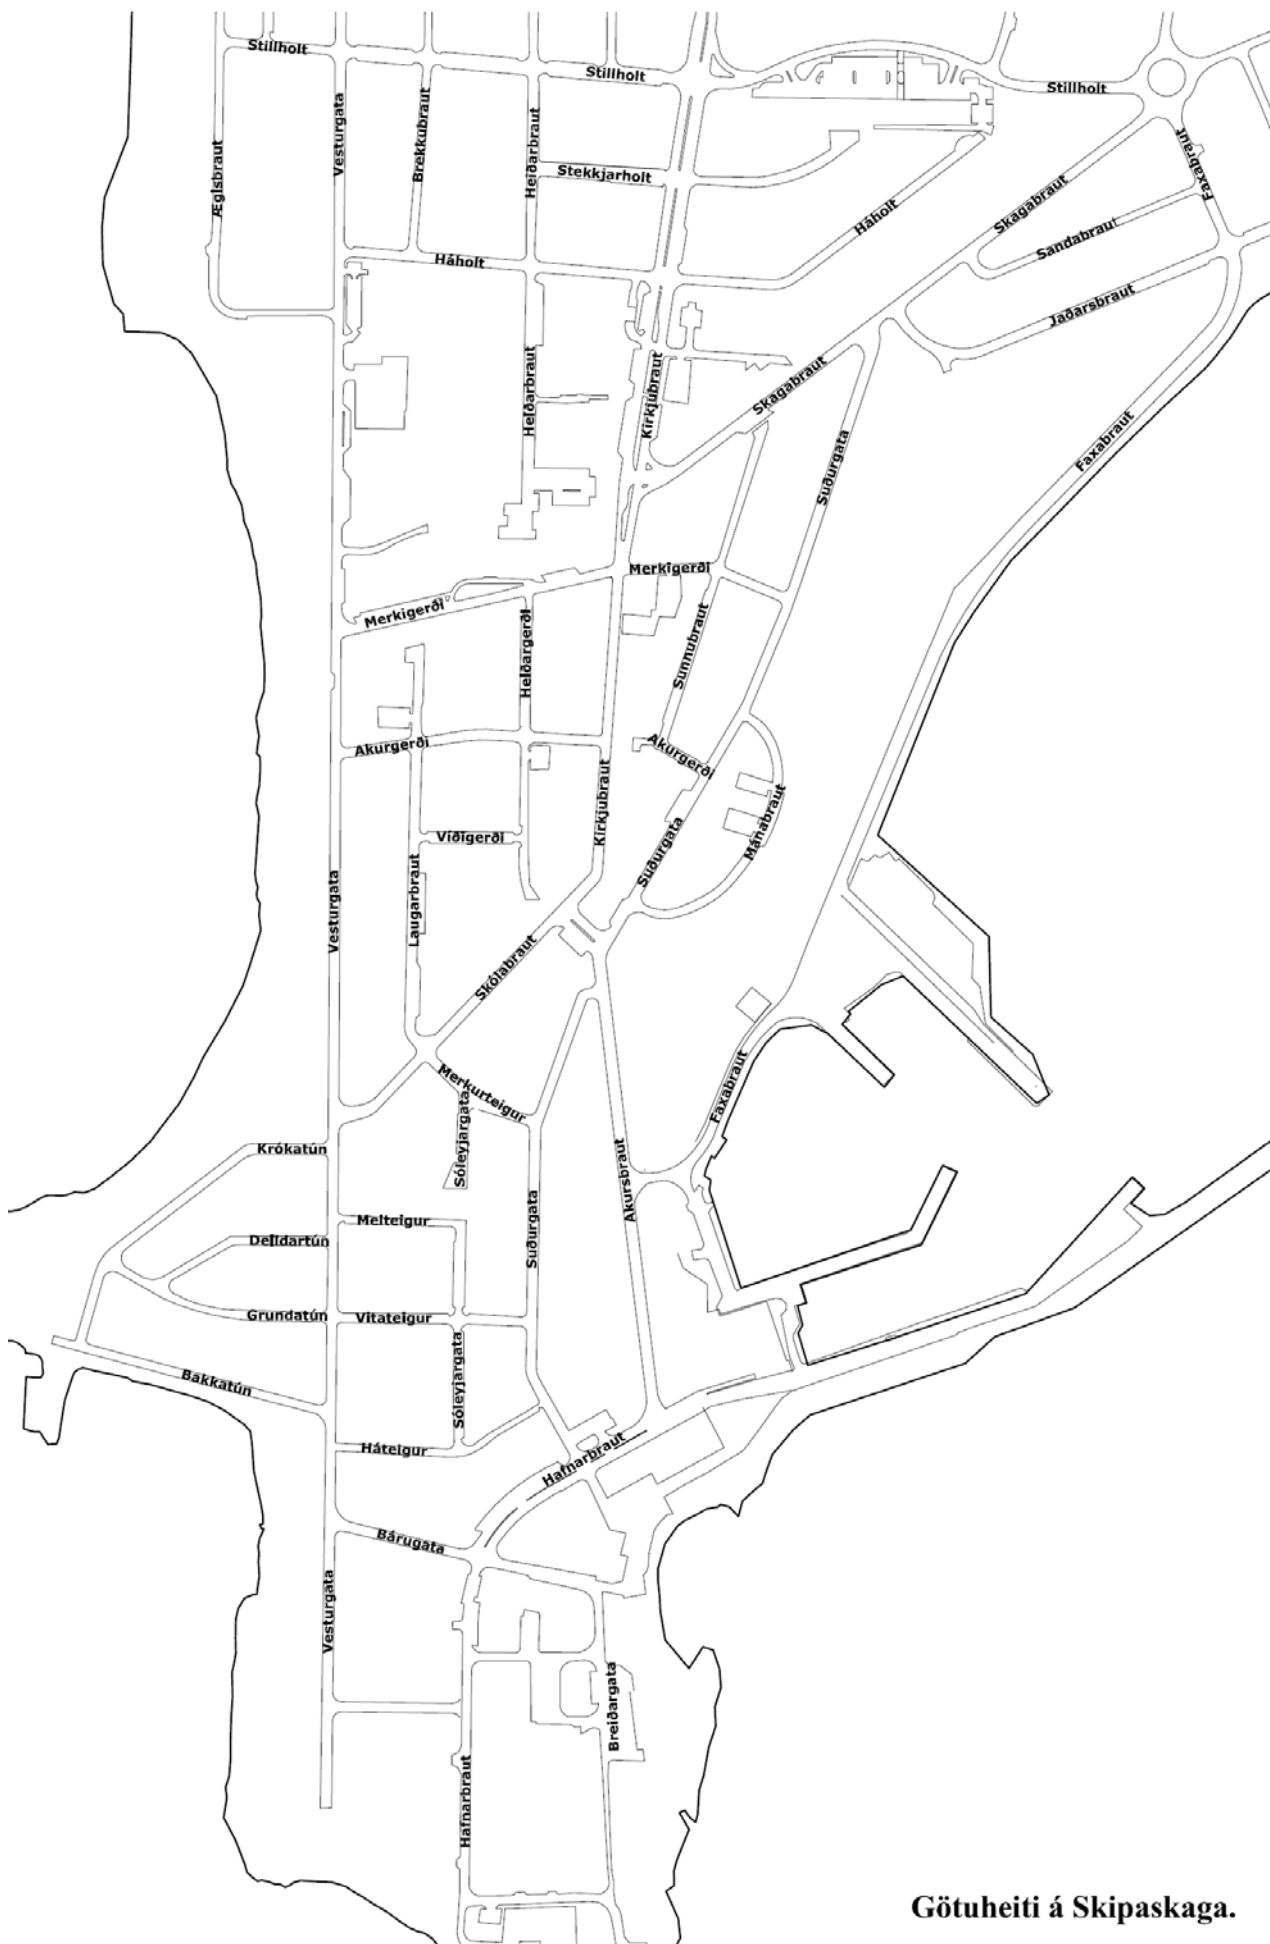 Stillholt
Stillholt
Stillholt
Ægisbraut
Vesturgata
Brekkubraut
Heiðarbraut
Stekkjarholt
Háholt
Skagabraut
Faxabraut
Sandabraut
Háholt
Jaðarsbraut
Heiðarbraut
Kirkjubraut
Skagabraut
Suðurgata
Faxabraut
Merkigerði
Merkigerði
Heiðargerði
Sunnubraut
Akurgerði
Akurgerði
Kirkjubraut
Mánabraut
Víðigerði
Suðurgata
Vesturgata
Laugarbraut
Skólabraut
Merkurteigur
Faxabraut
Sóleyjargata
Krókatún
Akursbraut
Melteigur
Suðurgata
Deildartún
Grundatún
Vitateigur
Bakkatún
Sóleyjargata
Háteigur
Hafnarbraut
Bárugata
Vesturgata
Breiðargata
Hafnarbraut
Götuheiti á Skipaskaga.